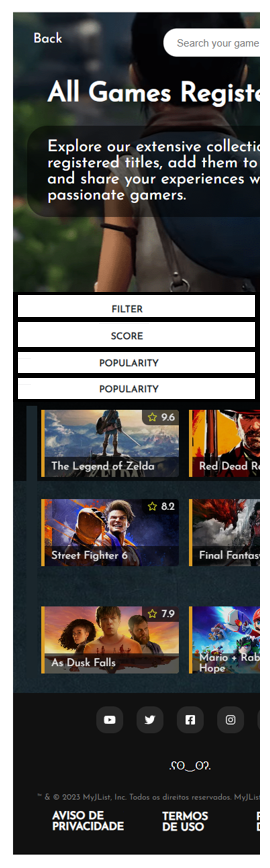 Back
Search your game
All Games Registe
Explore our extensive collectio
registered titles, add them to
and share your experiences w
passionate gamers.
FILTER
SCORE
POPULARITY
POPULARITY
9.6
The Legend of Zelda
Red Dead Re
8.2
Street Fighter 6
Final Fantasy
7.9
As Dusk Falls
Mario + Rab
Hope
™ & © 2023 MyJList, Inc. Todos os direitos reservados. MyJLis
AVISO DE
PRIVACIDADE
TERMOS
DE USO